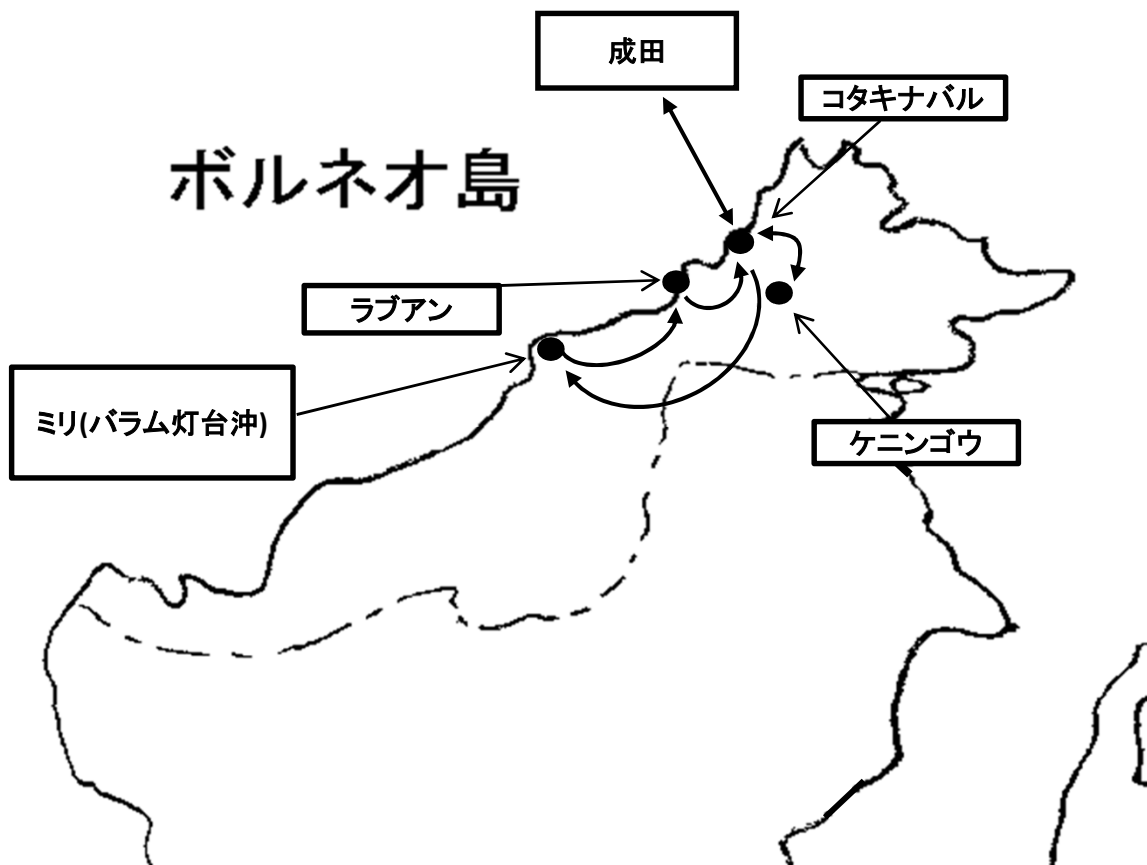 成田
コタキナバル
ボルネオ島
ラブアン
ミリ(バラム灯台沖)
ケニンゴウ